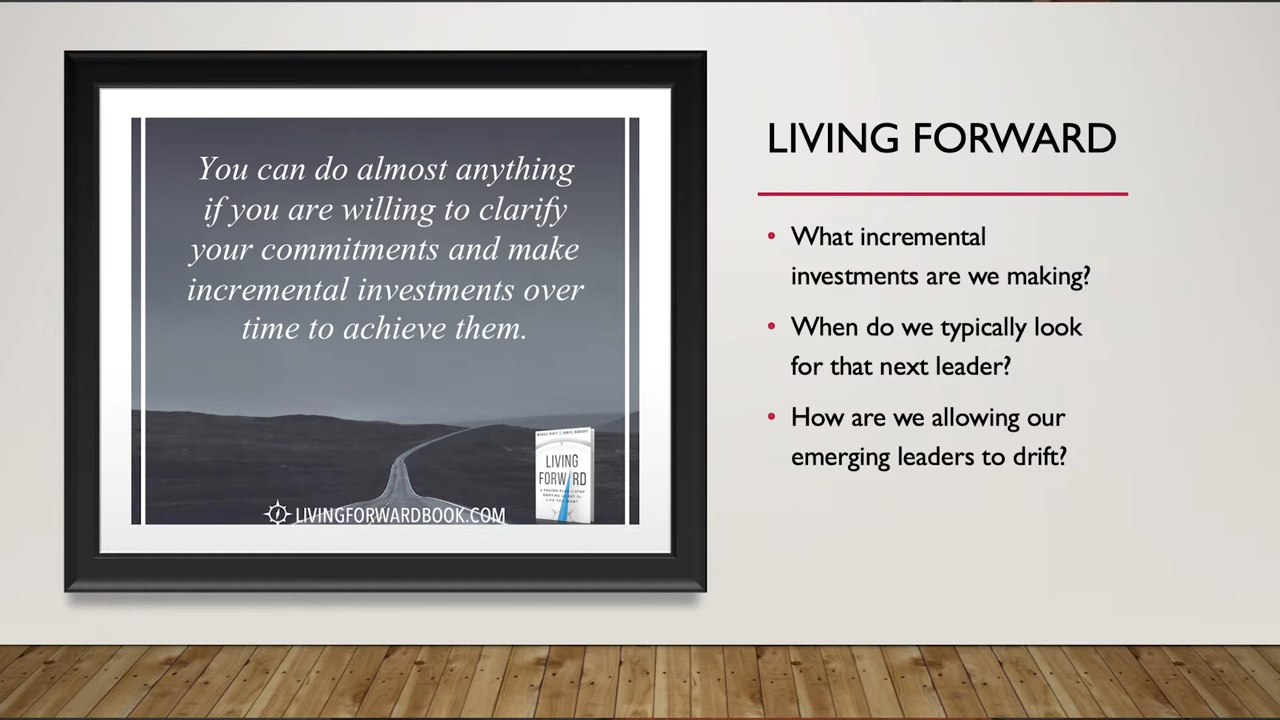 You can do almost anything
if you are willing to clarify
your commitments and make
incremental investments over
time to achieve them.
LIVING
FORWARD
LIVINGFORWARDBOOK.COM
LIVING FORWARD
• What incremental
investments are we making?
• When do we typically look
for that next leader?
• How are we allowing our
emerging leaders to drift?